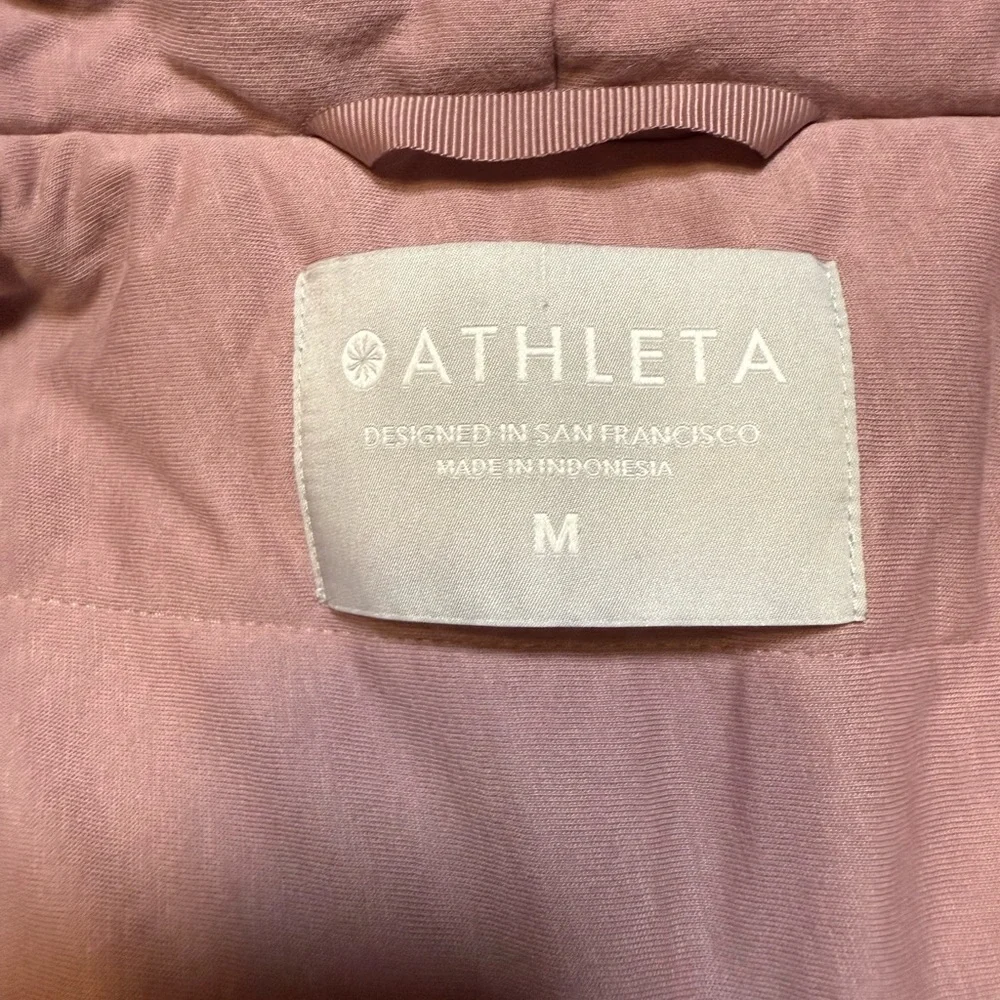 ATHLETA
DESIGNED IN SAN FRANCISCO
MADE IN INDONESIA
M